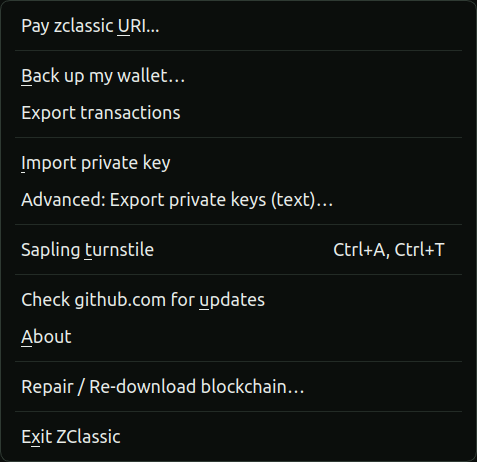 Pay zclassic URI...
Back up my wallet…
Export transactions
Import private key
Advanced: Export private keys (text)…
Sapling turnstile Ctrl+A, Ctrl+T
Check github.com for updates
About
Repair / Re-download blockchain…
Exit ZClassic